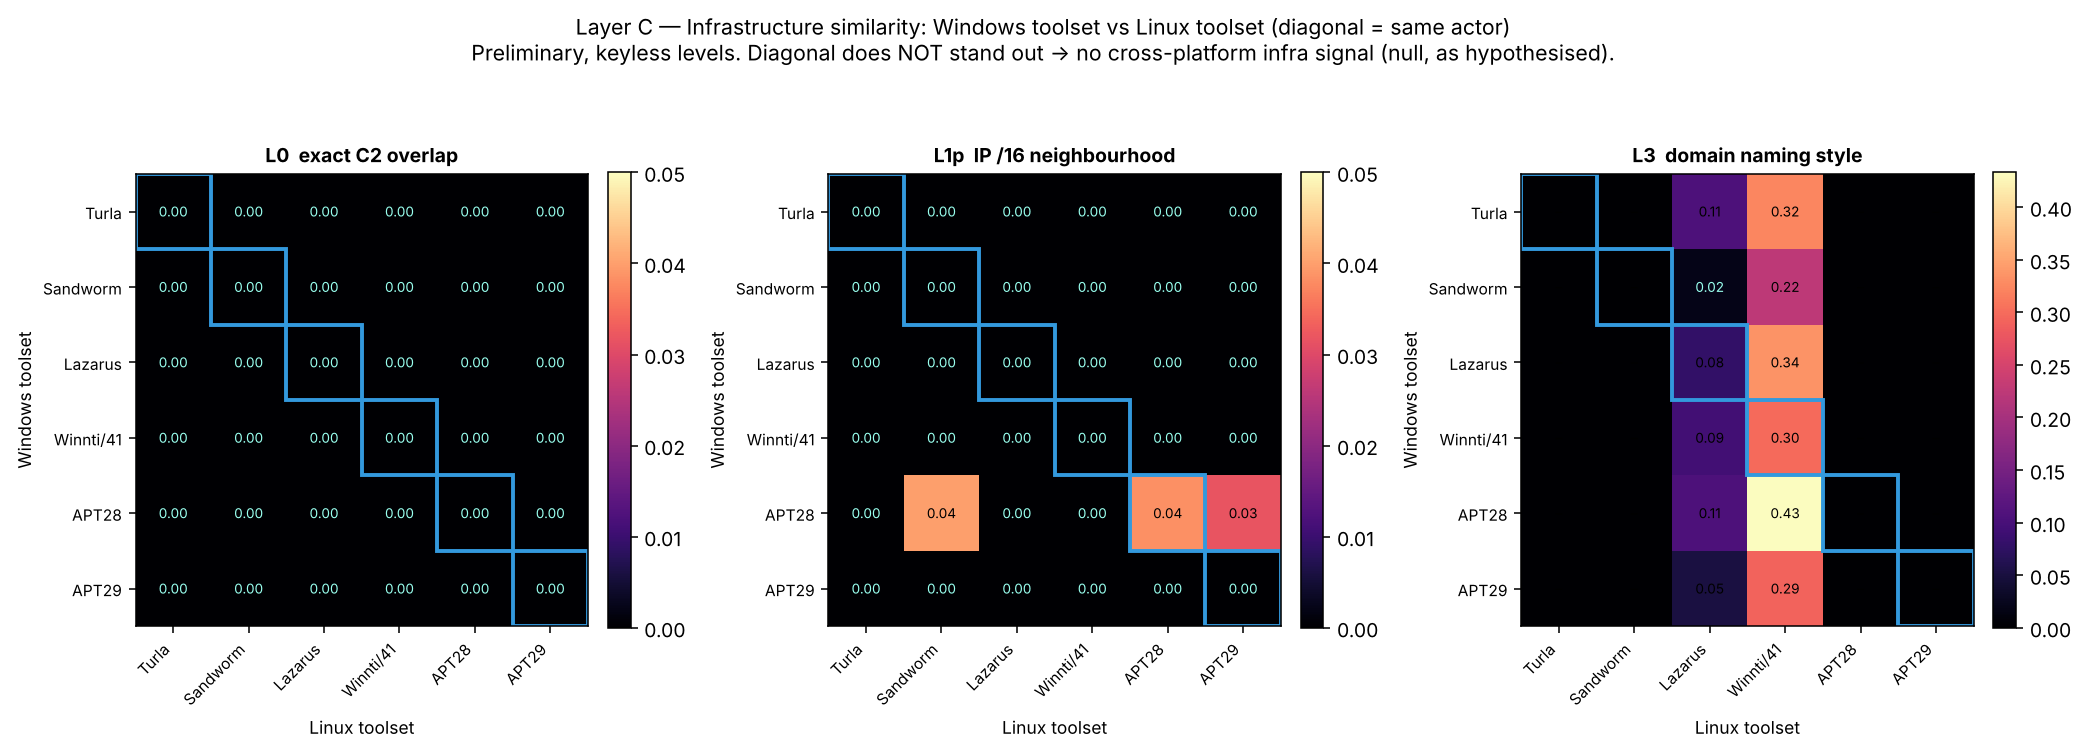 Layer C — Infrastructure similarity: Windows toolset vs Linux toolset (diagonal = same actor)
Preliminary, keyless levels. Diagonal does NOT stand out → no cross-platform infra signal (null, as hypothesised).
L0 exact C2 overlap
Windows toolset
Turla 0.00 0.00 0.00 0.00 0.00 0.00
Sandworm 0.00 0.00 0.00 0.00 0.00 0.00
Lazarus 0.00 0.00 0.00 0.00 0.00 0.00
Winnti/41 0.00 0.00 0.00 0.00 0.00 0.00
APT28 0.00 0.00 0.00 0.00 0.00 0.00
APT29 0.00 0.00 0.00 0.00 0.00 0.00
Turla Sandworm Lazarus Winnti/41 APT28 APT29
Linux toolset
0.05
0.04
0.03
0.02
0.01
0.00
L1p IP /16 neighbourhood
Windows toolset
Turla 0.00 0.00 0.00 0.00 0.00 0.00
Sandworm 0.00 0.00 0.00 0.00 0.00 0.00
Lazarus 0.00 0.00 0.00 0.00 0.00 0.00
Winnti/41 0.00 0.00 0.00 0.00 0.00 0.00
APT28 0.00 0.04 0.00 0.00 0.04 0.03
APT29 0.00 0.00 0.00 0.00 0.00 0.00
Turla Sandworm Lazarus Winnti/41 APT28 APT29
Linux toolset
0.05
0.04
0.03
0.02
0.01
0.00
L3 domain naming style
Windows toolset
Turla 0.11 0.32
Sandworm 0.02 0.22
Lazarus 0.08 0.34
Winnti/41 0.09 0.30
APT28 0.11 0.43
APT29 0.05 0.29
Turla Sandworm Lazarus Winnti/41 APT28 APT29
Linux toolset
0.40
0.35
0.30
0.25
0.20
0.15
0.10
0.05
0.00